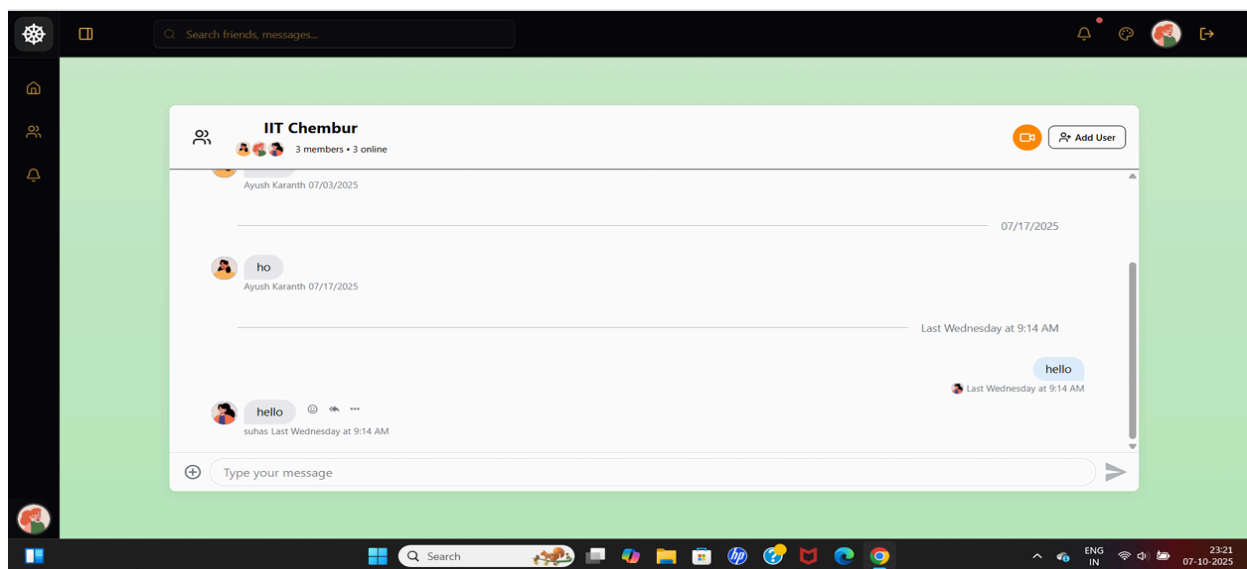 Search friends, messages...
IIT Chembur
3 members • 3 online
Add User
Ayush Karanth 07/03/2025
07/17/2025
ho
Ayush Karanth 07/17/2025
Last Wednesday at 9:14 AM
hello
Last Wednesday at 9:14 AM
hello
suhas Last Wednesday at 9:14 AM
Type your message
Search
hp
ENG
IN
23:21
07-10-2025